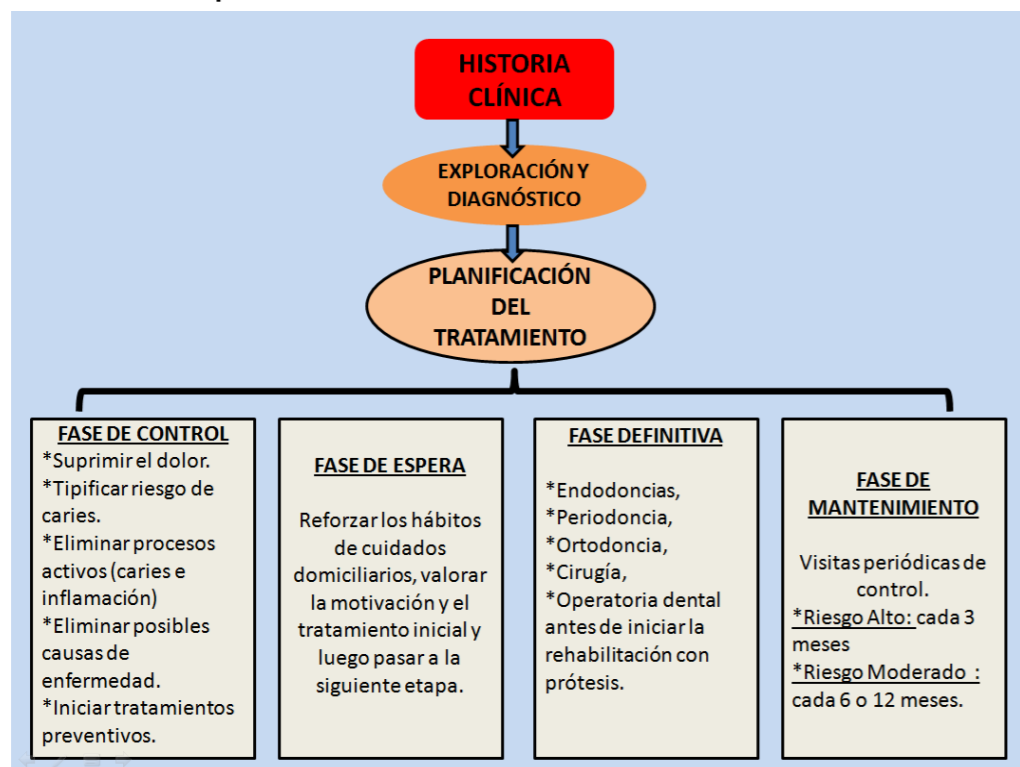 HISTORIA
CLÍNICA
EXPLORACIÓN Y
DIAGNÓSTICO
PLANIFICACIÓN
DEL
TRATAMIENTO
FASE DE CONTROL
*Suprimir el dolor.
*Tipificar riesgo de
caries.
*Eliminar procesos
activos (caries e
inflamación)
*Eliminar posibles
causas de
enfermedad.
*Iniciar tratamientos
preventivos.
FASE DE ESPERA
Reforzar los hábitos
de cuidados
domiciliarios, valorar
la motivación y el
tratamiento inicial y
luego pasar a la
siguiente etapa.
FASE DEFINITIVA
*Endodoncias,
*Periodoncia,
*Ortodoncia,
*Cirugía,
*Operatoria dental
antes de iniciar la
rehabilitación con
prótesis.
FASE DE
MANTENIMIENTO
Visitas periódicas de
control.
*Riesgo Alto: cada 3
meses
*Riesgo Moderado :
cada 6 o 12 meses.